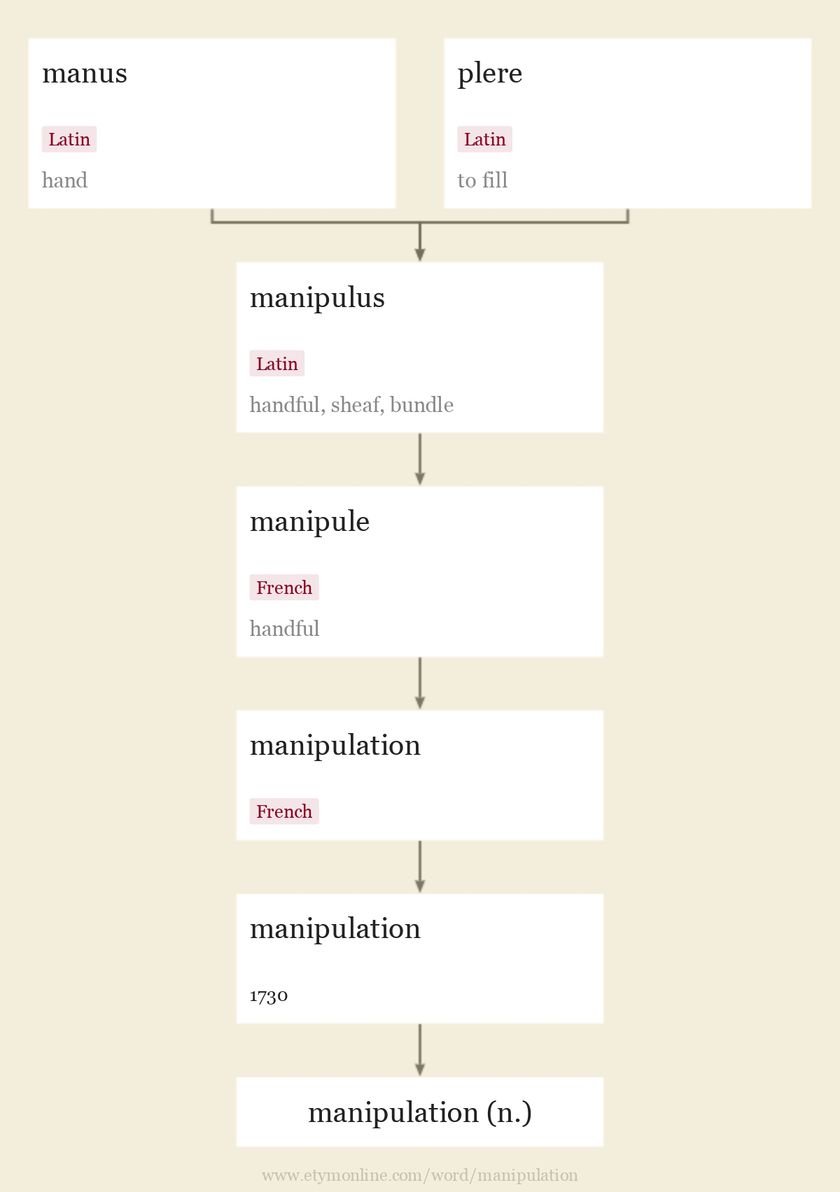 manus
Latin
hand
plere
Latin
to fill
manipulus
Latin
handful, sheaf, bundle
manipule
French
handful
manipulation
French
manipulation
1730
manipulation (n.)
www.etymonline.com/word/manipulation